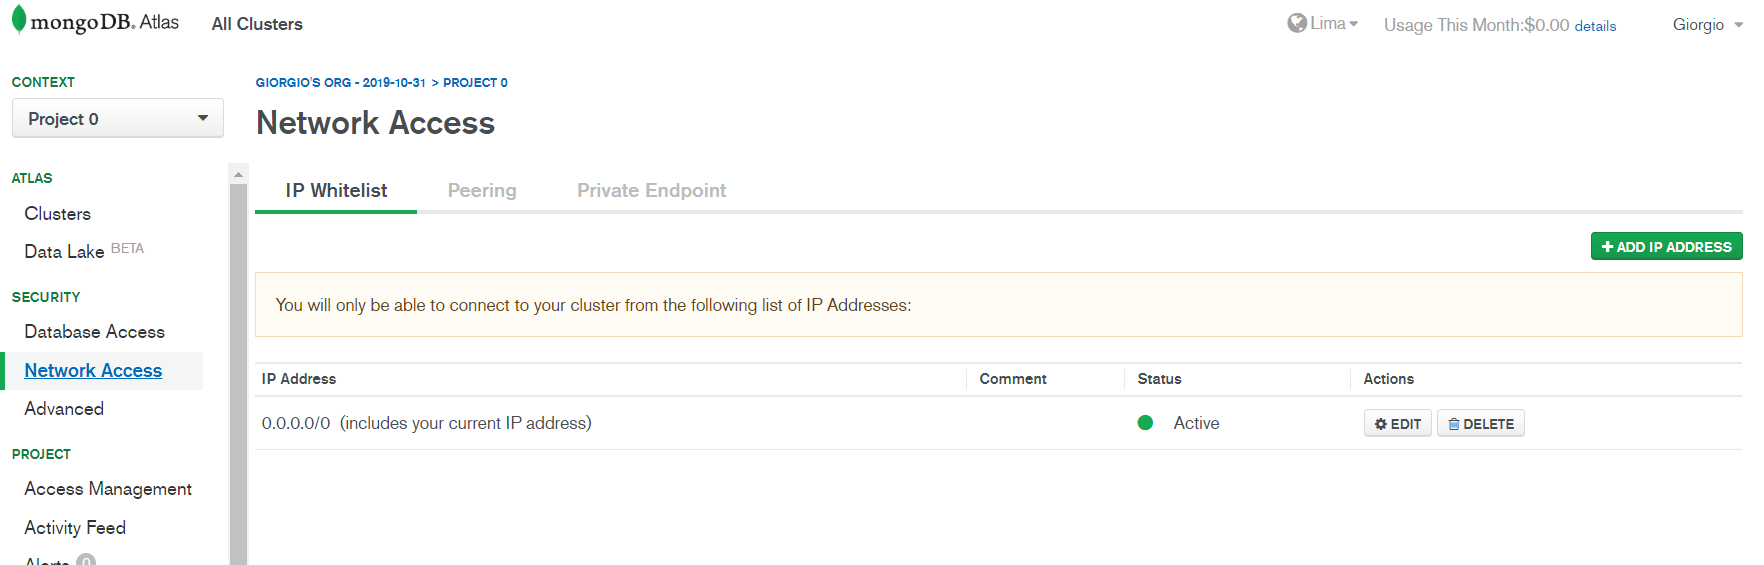 mongoDB. Atlas All Clusters Lima Usage This Month:$0.00 details Giorgio
CONTEXT
Project 0
ATLAS
Clusters
Data Lake BETA
SECURITY
Database Access
Network Access
Advanced
PROJECT
Access Management
Activity Feed
Alerts 0
GIORGIO'S ORG - 2019-10-31 > PROJECT 0
Network Access
IP Whitelist Peering Private Endpoint
+ ADD IP ADDRESS
You will only be able to connect to your cluster from the following list of IP Addresses:
IP Address Comment Status Actions
0.0.0.0/0 (includes your current IP address) Active EDIT DELETE